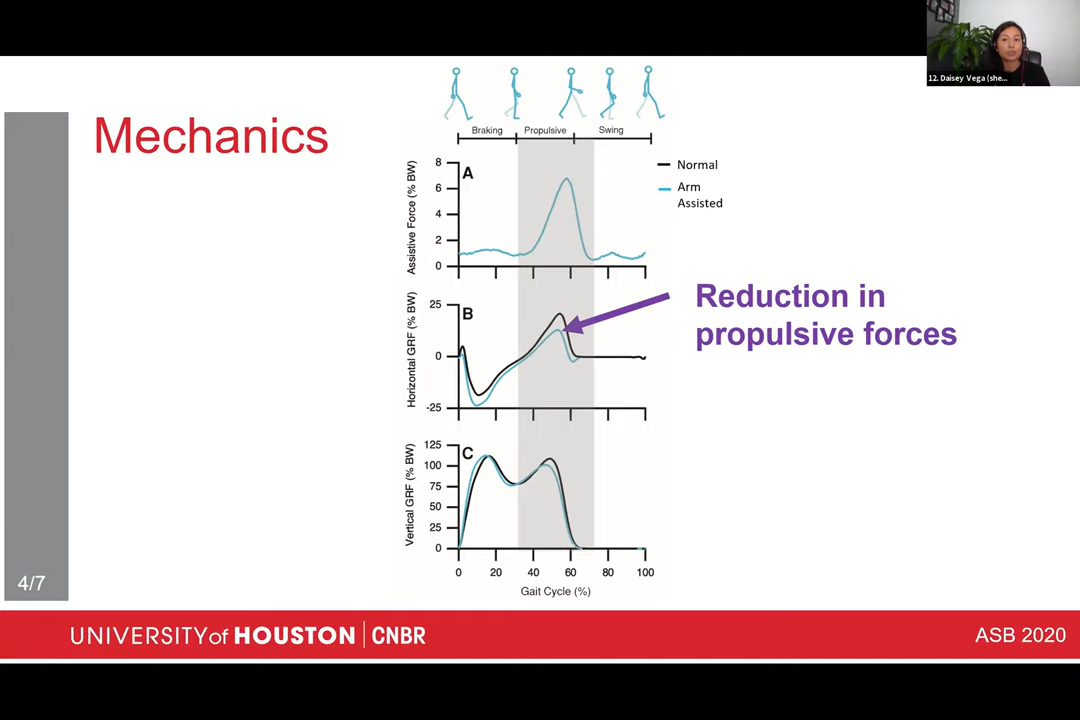 12. Daisey Vega (she...
Mechanics
Braking Propulsive Swing
Normal
Arm
Assisted
A
Assistive Force (% BW)
8
6
4
2
0
Reduction in
propulsive forces
B
Horizontal GRF (% BW)
25
0
-25
C
Vertical GRF (% BW)
125
100
75
50
25
0
0 20 40 60 80 100
Gait Cycle (%)
4/7
UNIVERSITY of HOUSTON | CNBR
ASB 2020